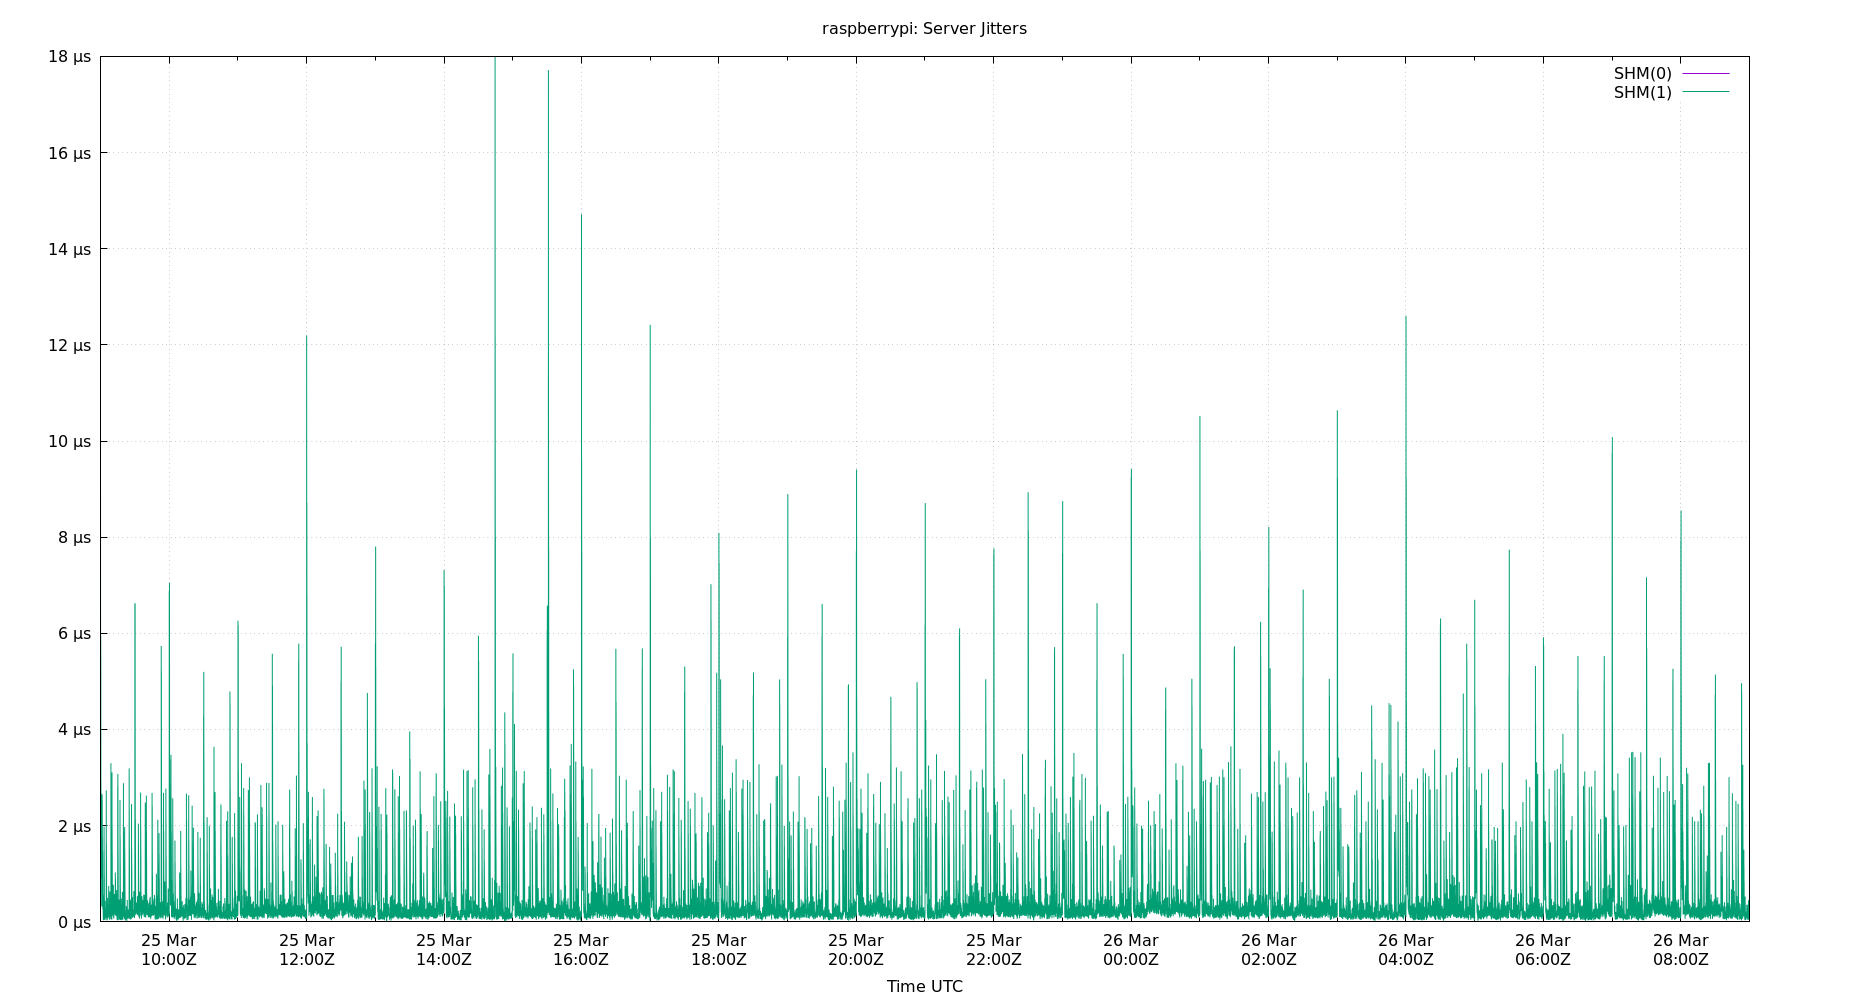 raspberrypi: Server Jitters
SHM(0)
SHM(1)
18 µs
16 µs
14 µs
12 µs
10 µs
8 µs
6 µs
4 µs
2 µs
0 µs
25 Mar 25 Mar 25 Mar 25 Mar 25 Mar 25 Mar 25 Mar 26 Mar 26 Mar 26 Mar 26 Mar 26 Mar
10:00Z 12:00Z 14:00Z 16:00Z 18:00Z 20:00Z 22:00Z 00:00Z 02:00Z 04:00Z 06:00Z 08:00Z
Time UTC